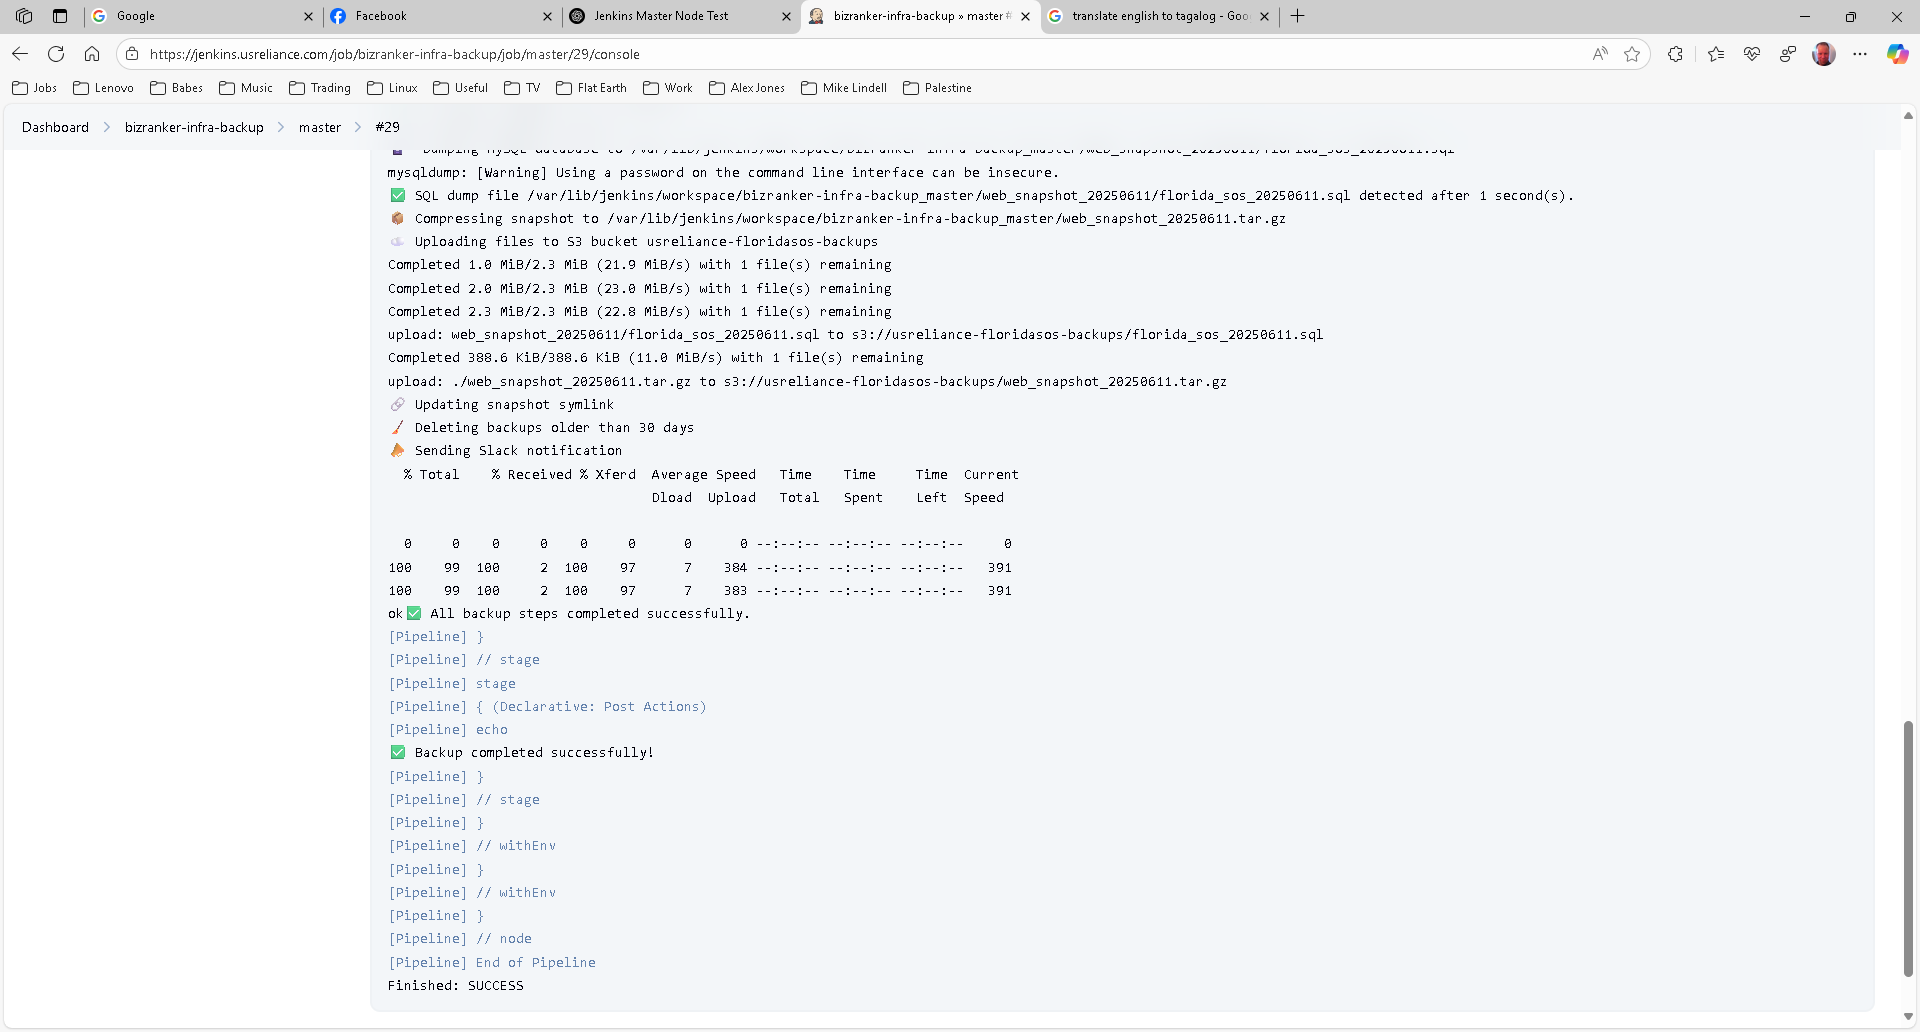 Google
Facebook
Jenkins Master Node Test
bizranker-infra-backup » master #
translate english to tagalog - Goo
https://jenkins.usreliance.com/job/bizranker-infra-backup/job/master/29/console
Jobs Lenovo Babes Music Trading Linux Useful TV Flat Earth Work Alex Jones Mike Lindell Palestine
Dashboard > bizranker-infra-backup > master > #29
Dumping MySQL database to /var/lib/jenkins/workspace/bizranker-infra-backup_master/web_snapshot_20250611/florida_sos_20250611.sql
mysqldump: [Warning] Using a password on the command line interface can be insecure.
✅ SQL dump file /var/lib/jenkins/workspace/bizranker-infra-backup_master/web_snapshot_20250611/florida_sos_20250611.sql detected after 1 second(s).
📦 Compressing snapshot to /var/lib/jenkins/workspace/bizranker-infra-backup_master/web_snapshot_20250611.tar.gz
Uploading files to S3 bucket usreliance-floridasos-backups
Completed 1.0 MiB/2.3 MiB (21.9 MiB/s) with 1 file(s) remaining
Completed 2.0 MiB/2.3 MiB (23.0 MiB/s) with 1 file(s) remaining
Completed 2.3 MiB/2.3 MiB (22.8 MiB/s) with 1 file(s) remaining
upload: web_snapshot_20250611/florida_sos_20250611.sql to s3://usreliance-floridasos-backups/florida_sos_20250611.sql
Completed 388.6 KiB/388.6 KiB (11.0 MiB/s) with 1 file(s) remaining
upload: ./web_snapshot_20250611.tar.gz to s3://usreliance-floridasos-backups/web_snapshot_20250611.tar.gz
🔗 Updating snapshot symlink
Deleting backups older than 30 days
📣 Sending Slack notification
% Total % Received % Xferd Average Speed Time Time Time Current
Dload Upload Total Spent Left Speed
0 0 0 0 0 0 0 0 --:--:-- --:--:-- --:--:-- 0
100 99 100 2 100 97 7 384 --:--:-- --:--:-- --:--:-- 391
100 99 100 2 100 97 7 383 --:--:-- --:--:-- --:--:-- 391
ok✅ All backup steps completed successfully.
[Pipeline] }
[Pipeline] // stage
[Pipeline] stage
[Pipeline] { (Declarative: Post Actions)
[Pipeline] echo
✅ Backup completed successfully!
[Pipeline] }
[Pipeline] // stage
[Pipeline] }
[Pipeline] // withEnv
[Pipeline] }
[Pipeline] // withEnv
[Pipeline] }
[Pipeline] // node
[Pipeline] End of Pipeline
Finished: SUCCESS